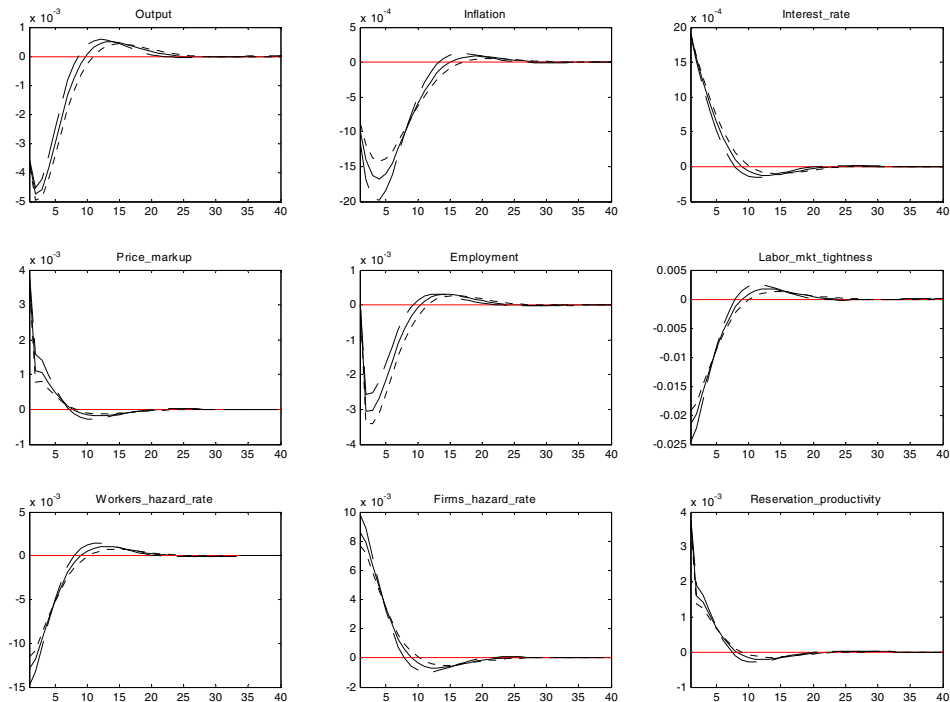 Output
x 10-3
1
0
-1
-2
-3
-4
-5
5 10 15 20 25 30 35 40
Inflation
x 10-4
5
0
-5
-10
-15
-20
5 10 15 20 25 30 35 40
Interest_rate
x 10-4
20
15
10
5
0
-5
5 10 15 20 25 30 35 40
Price_markup
x 10-3
4
3
2
1
0
-1
5 10 15 20 25 30 35 40
Employment
x 10-3
1
0
-1
-2
-3
-4
5 10 15 20 25 30 35 40
Labor_mkt_tightness
0.005
0
-0.005
-0.01
-0.015
-0.02
-0.025
5 10 15 20 25 30 35 40
Workers_hazard_rate
x 10-3
5
0
-5
-10
-15
5 10 15 20 25 30 35 40
Firms_hazard_rate
x 10-3
10
8
6
4
2
0
-2
5 10 15 20 25 30 35 40
Reservation_productivity
x 10-3
4
3
2
1
0
-1
5 10 15 20 25 30 35 40